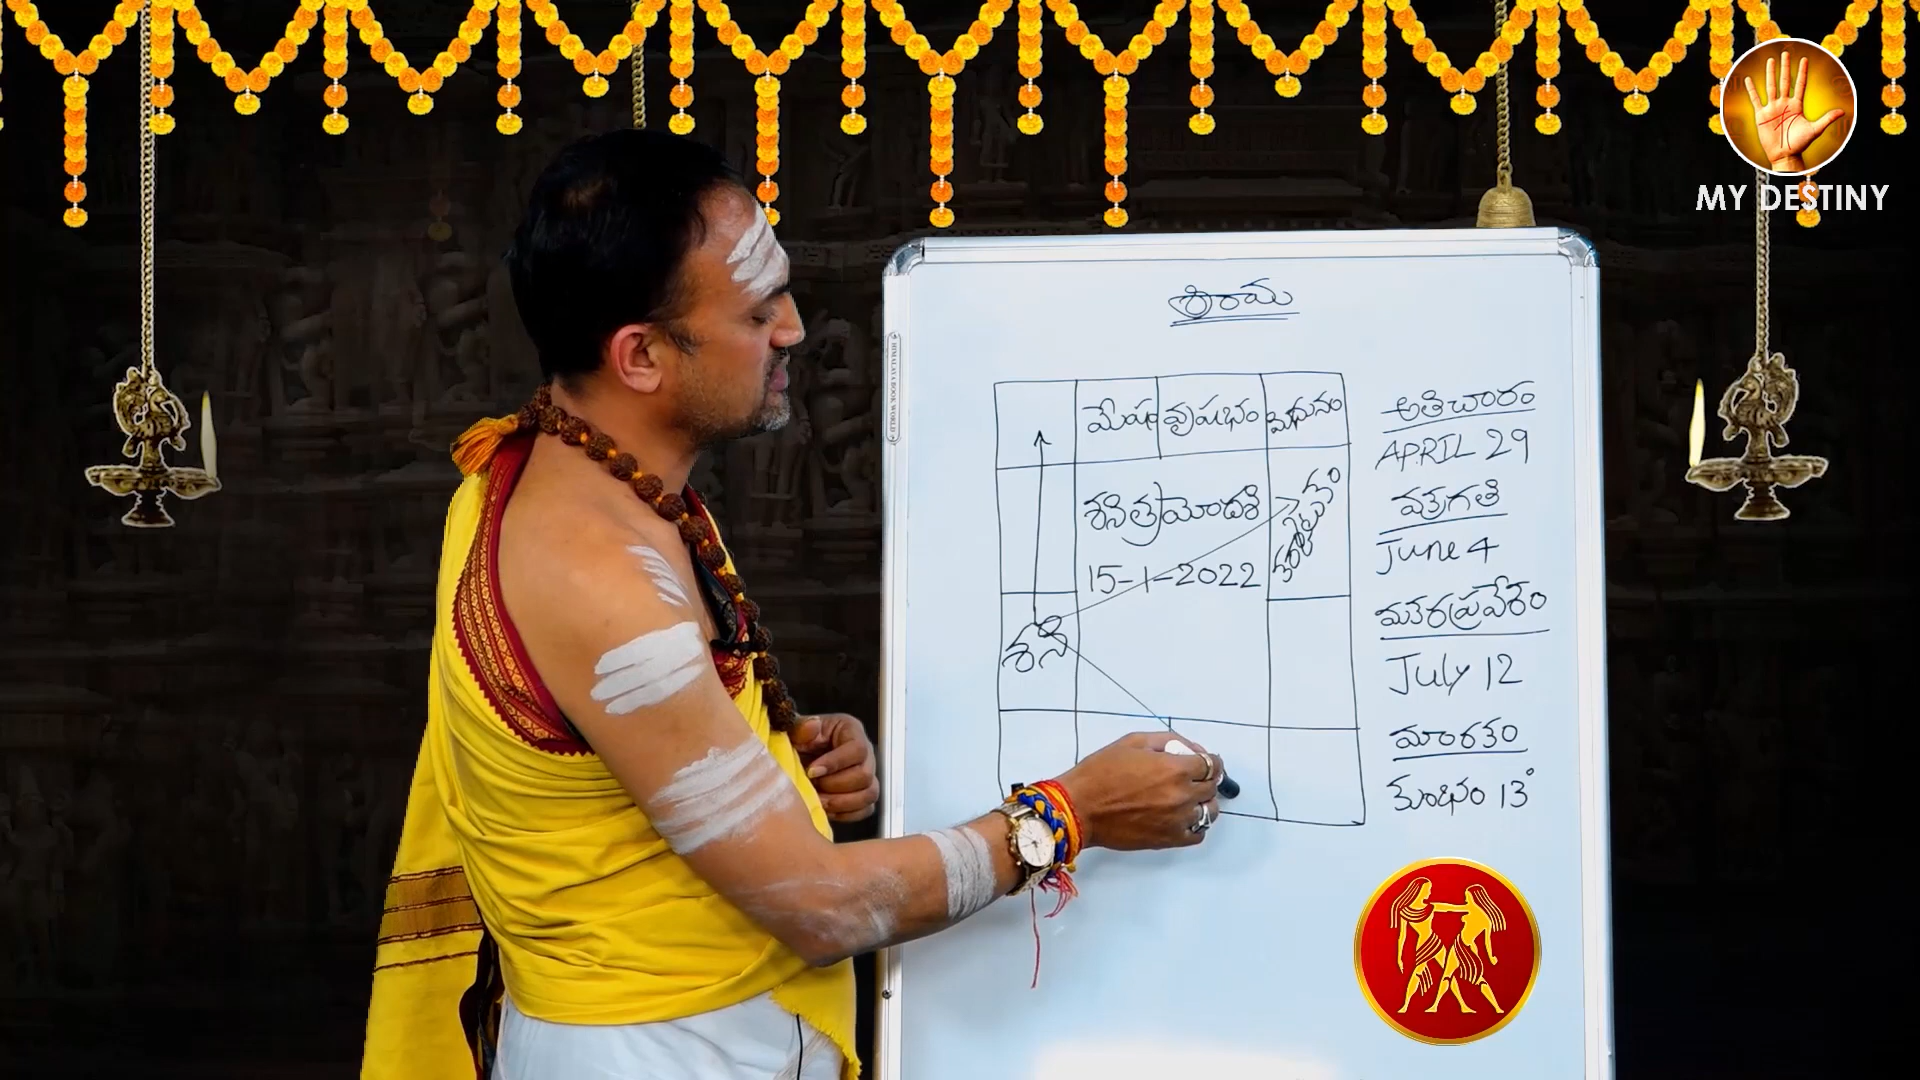 MY DESTINY
శ్రీరామ
మేషం వృషభం మిథునం
శనిత్రయోదశి
15-1-2022
శని
అతిచారం
APRIL 29
వక్రగతి
June 4
మకరప్రవేశం
July 12
మారకం
కుంభం 13°